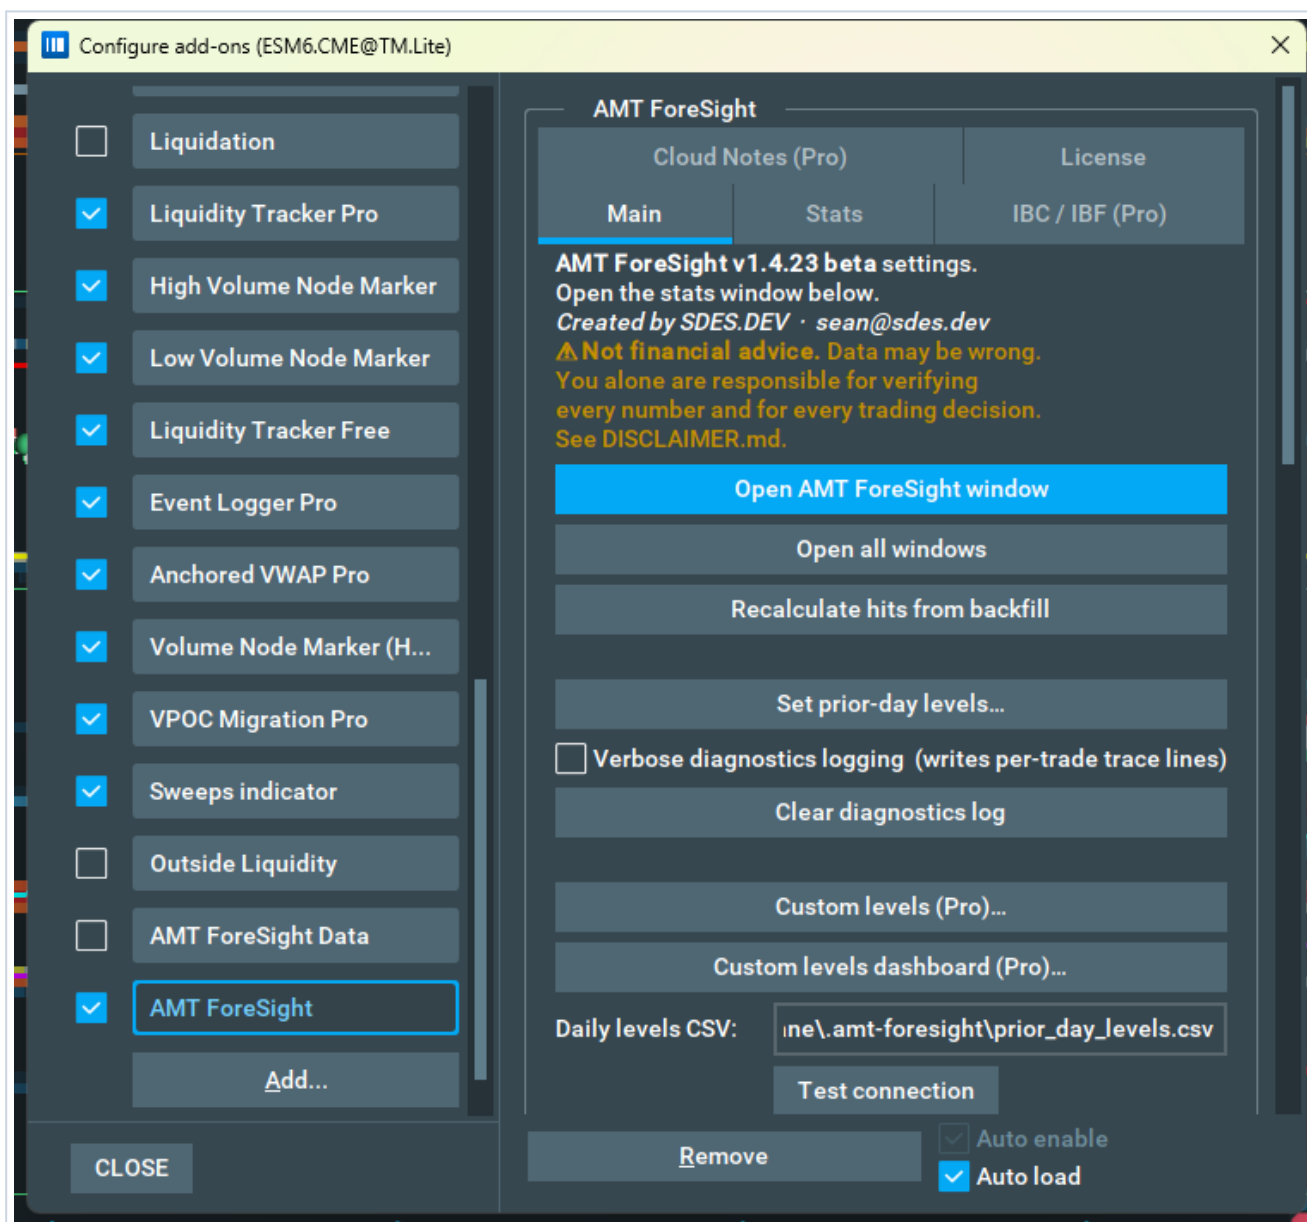 Configure add-ons (ESM6.CME@TM.Lite)
Liquidation
Liquidity Tracker Pro
High Volume Node Marker
Low Volume Node Marker
Liquidity Tracker Free
Event Logger Pro
Anchored VWAP Pro
Volume Node Marker (H...
VPOC Migration Pro
Sweeps indicator
Outside Liquidity
AMT ForeSight Data
AMT ForeSight
Add...
CLOSE
AMT ForeSight
Cloud Notes (Pro)
License
Main
Stats
IBC / IBF (Pro)
AMT ForeSight v1.4.23 beta settings.
Open the stats window below.
Created by SDES.DEV · sean@sdes.dev
⚠ Not financial advice. Data may be wrong.
You alone are responsible for verifying
every number and for every trading decision.
See DISCLAIMER.md.
Open AMT ForeSight window
Open all windows
Recalculate hits from backfill
Set prior-day levels...
Verbose diagnostics logging (writes per-trade trace lines)
Clear diagnostics log
Custom levels (Pro)...
Custom levels dashboard (Pro)...
Daily levels CSV:
ne\.amt-foresight\prior_day_levels.csv
Test connection
Remove
Auto enable
Auto load